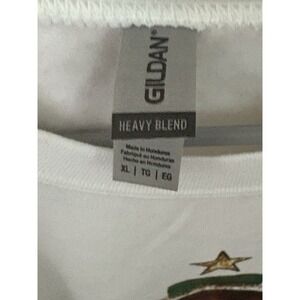 GILDAN®
HEAVY BLEND
Made in Honduras
Fabriqué au Honduras
Hecho en Honduras
XL | TG | EG